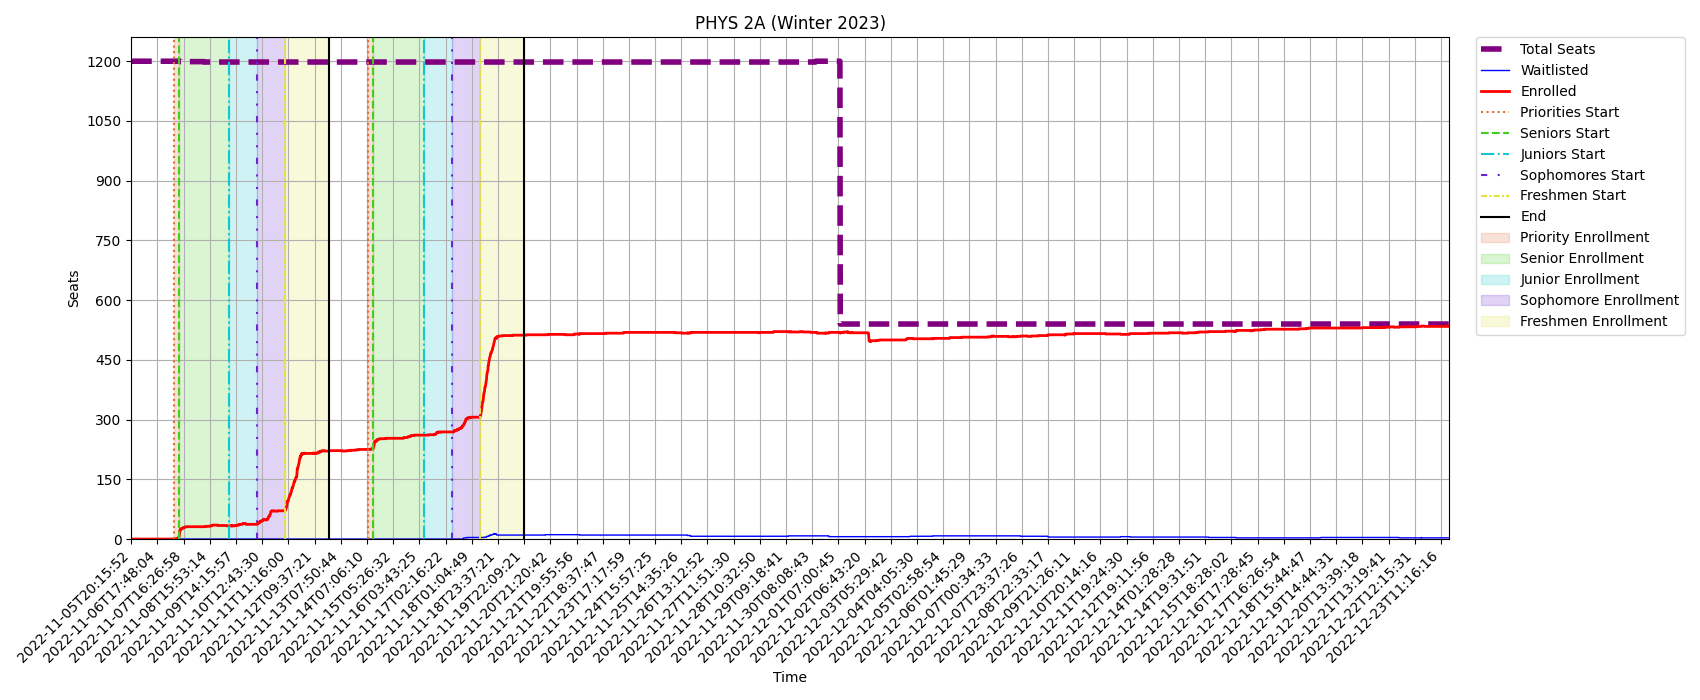 PHYS 2A (Winter 2023)
Seats
1200
1050
900
750
600
450
300
150
0
2022-11-05T20:15:52
2022-11-06T17:48:04
2022-11-07T16:26:58
2022-11-08T15:53:14
2022-11-09T14:15:57
2022-11-10T12:43:30
2022-11-11T11:16:00
2022-11-12T09:37:21
2022-11-13T07:50:44
2022-11-14T07:06:10
2022-11-15T05:26:32
2022-11-16T03:43:25
2022-11-17T02:16:22
2022-11-18T01:04:49
2022-11-18T23:37:21
2022-11-19T22:09:21
2022-11-20T21:20:42
2022-11-21T19:55:56
2022-11-22T18:37:47
2022-11-23T17:17:59
2022-11-24T15:57:23
2022-11-25T14:35:26
2022-11-26T13:12:52
2022-11-27T11:51:30
2022-11-28T10:32:50
2022-11-29T09:18:41
2022-11-30T08:08:43
2022-12-01T07:00:45
2022-12-02T06:43:20
2022-12-03T05:29:42
2022-12-04T04:05:30
2022-12-05T02:58:54
2022-12-06T01:45:29
2022-12-07T00:34:33
2022-12-07T23:37:26
2022-12-08T22:33:17
2022-12-09T21:26:11
2022-12-10T20:14:16
2022-12-11T19:24:30
2022-12-12T19:11:56
2022-12-14T01:28:28
2022-12-14T19:31:51
2022-12-15T18:28:02
2022-12-16T17:28:45
2022-12-17T16:26:54
2022-12-18T15:44:47
2022-12-19T14:44:31
2022-12-20T13:39:18
2022-12-21T13:19:41
2022-12-22T12:15:31
2022-12-23T11:16:16
Time
Total Seats
Waitlisted
Enrolled
Priorities Start
Seniors Start
Juniors Start
Sophomores Start
Freshmen Start
End
Priority Enrollment
Senior Enrollment
Junior Enrollment
Sophomore Enrollment
Freshmen Enrollment